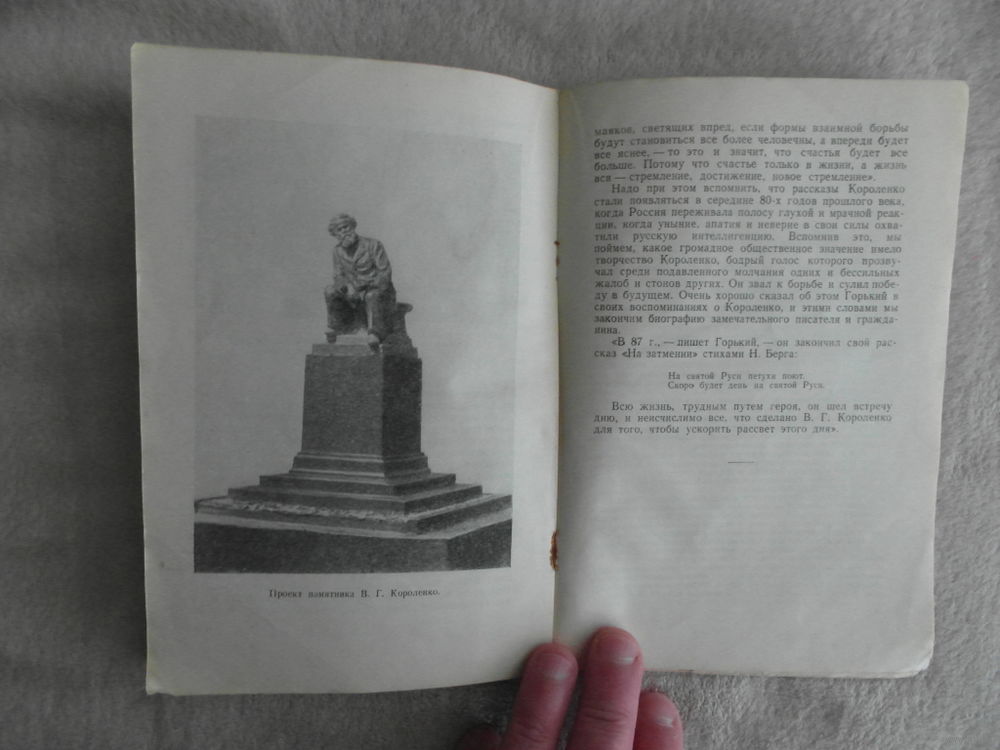 Проект памятника В. Г. Короленко.
маяков, светящих впред, если формы взаимной борьбы
будут становиться все более человечны, а впереди будет
все яснее, — то это и значит, что счастья будет все
больше. Потому что счастье только в жизни, а жизнь
вся — стремление, достижение, новое стремление».
Надо при этом вспомнить, что рассказы Короленко
стали появляться в середине 80-х годов прошлого века,
когда Россия переживала полосу глухой и мрачной реак-
ции, когда уныние, апатия и неверие в свои силы охва-
тили русскую интеллигенцию. Вспомнив это, мы
поймем, какое громадное общественное значение имело
творчество Короленко, бодрый голос которого прозву-
чал среди подавленного молчания одних и бессильных
жалоб и стонов других. Он звал к борьбе и сулил побе-
ду в будущем. Очень хорошо сказал об этом Горький в
своих воспоминаниях о Короленко, и этими словами мы
закончим биографию замечательного писателя и гражда-
нина.
«В 87 г., — пишет Горький, — он закончил свой рас-
сказ «На затмении» стихами Н. Берга:
На святой Руси петухи поют.
Скоро будет день на святой Руси.
Всю жизнь, трудным путем героя, он шел встречу
дню, и неисчислимо все, что сделано В. Г. Короленко
для того, чтобы ускорить рассвет этого дня».